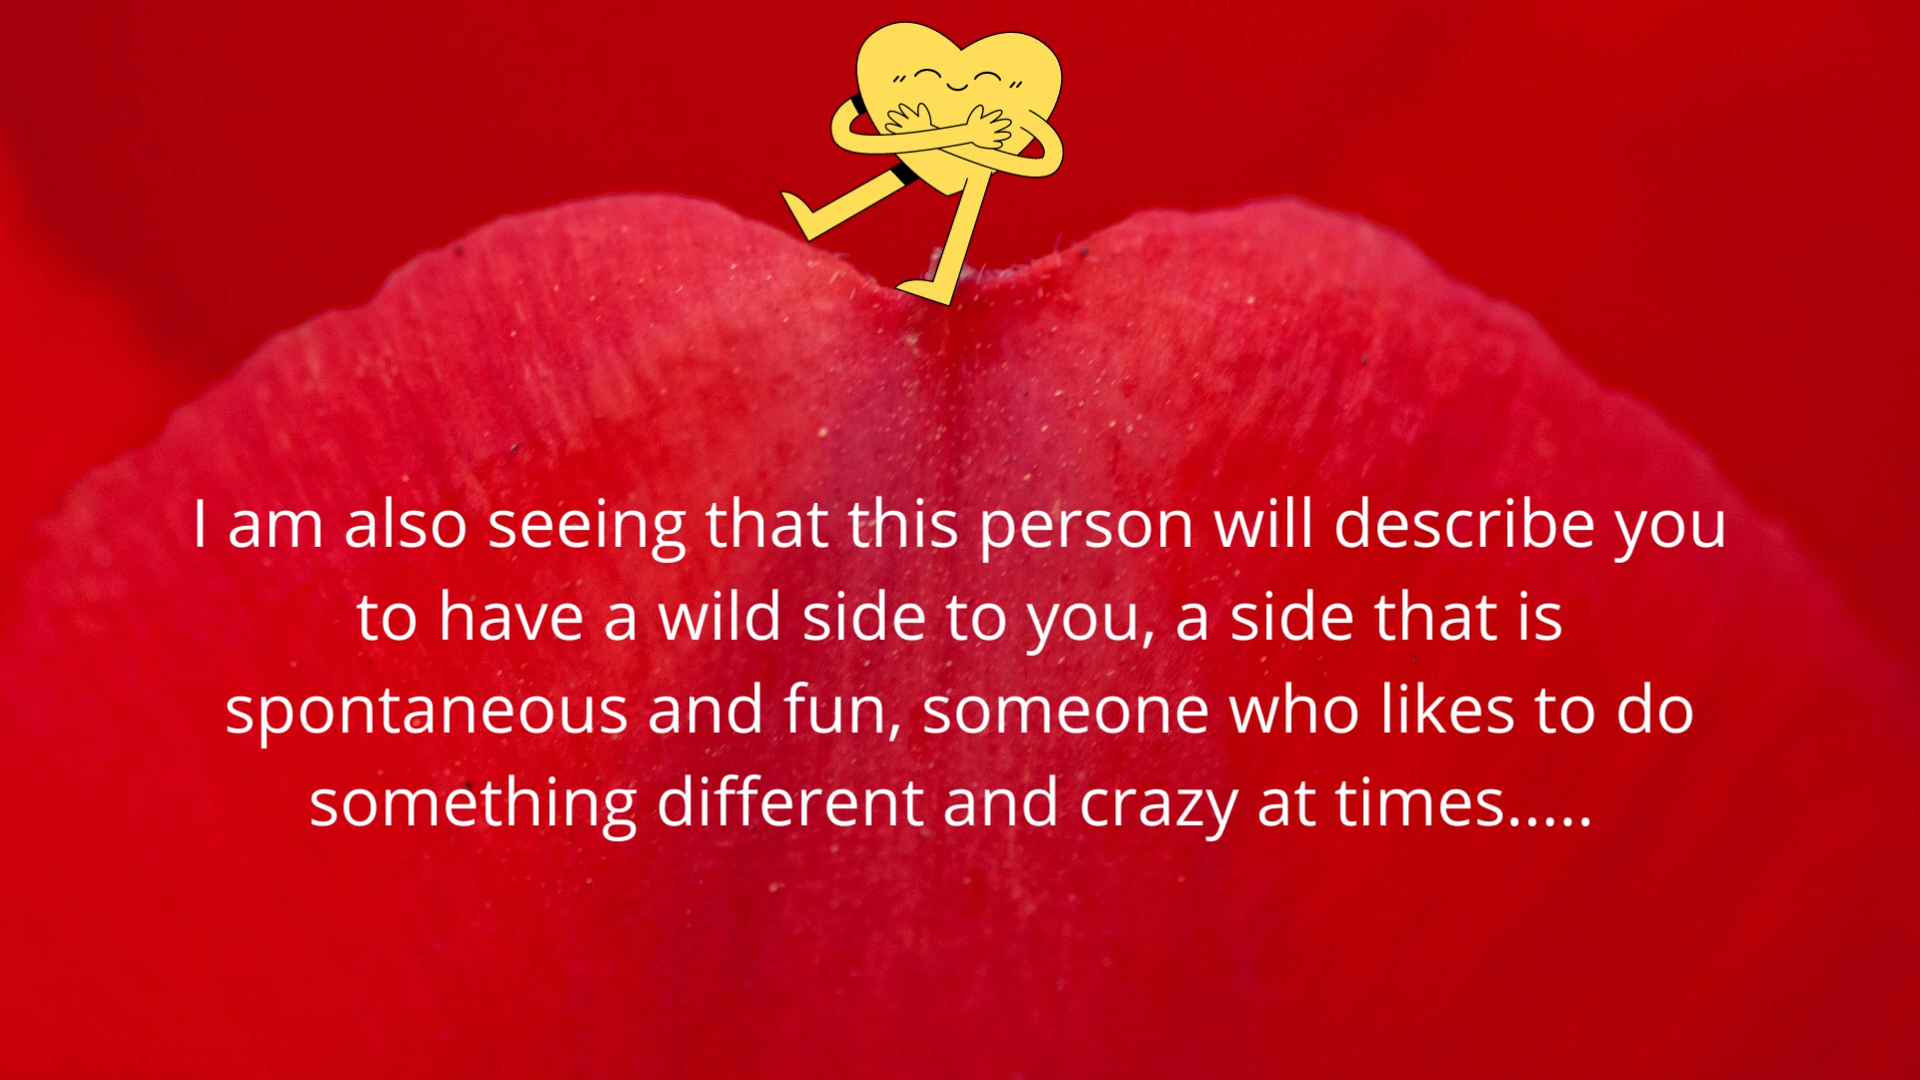 I am also seeing that this person will describe you
to have a wild side to you, a side that is
spontaneous and fun, someone who likes to do
something different and crazy at times.....